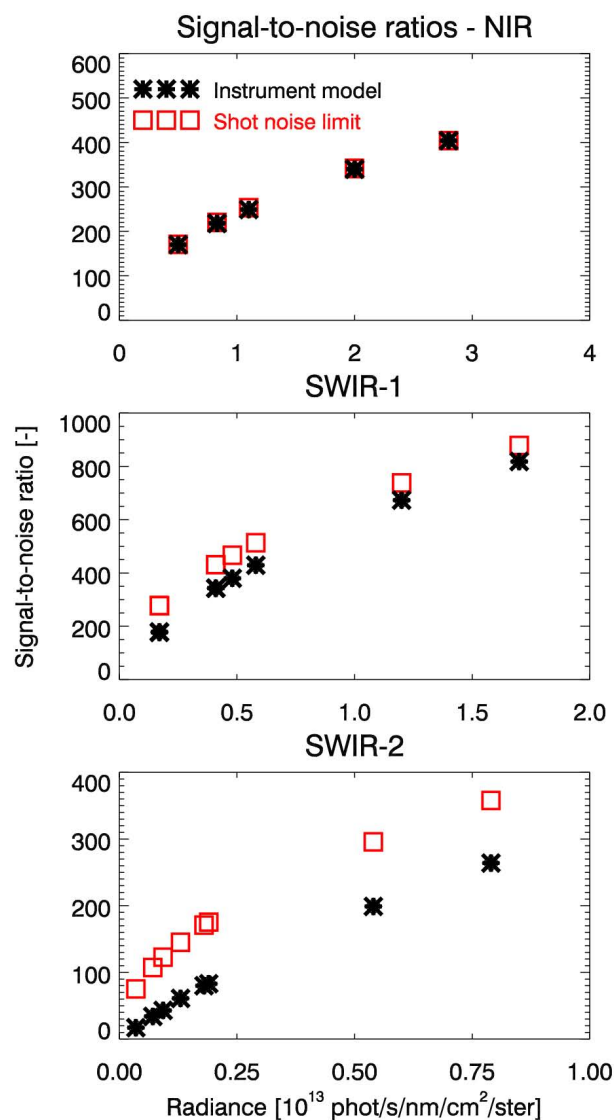 Signal-to-noise ratios - NIR
600
500
400
300
200
100
0
Instrument model
Shot noise limit
0 1 2 3 4
SWIR-1
Signal-to-noise ratio [-]
1000
800
600
400
200
0
0.0 0.5 1.0 1.5 2.0
SWIR-2
400
300
200
100
0
0.00 0.25 0.50 0.75 1.00
Radiance [10¹³ phot/s/nm/cm²/ster]